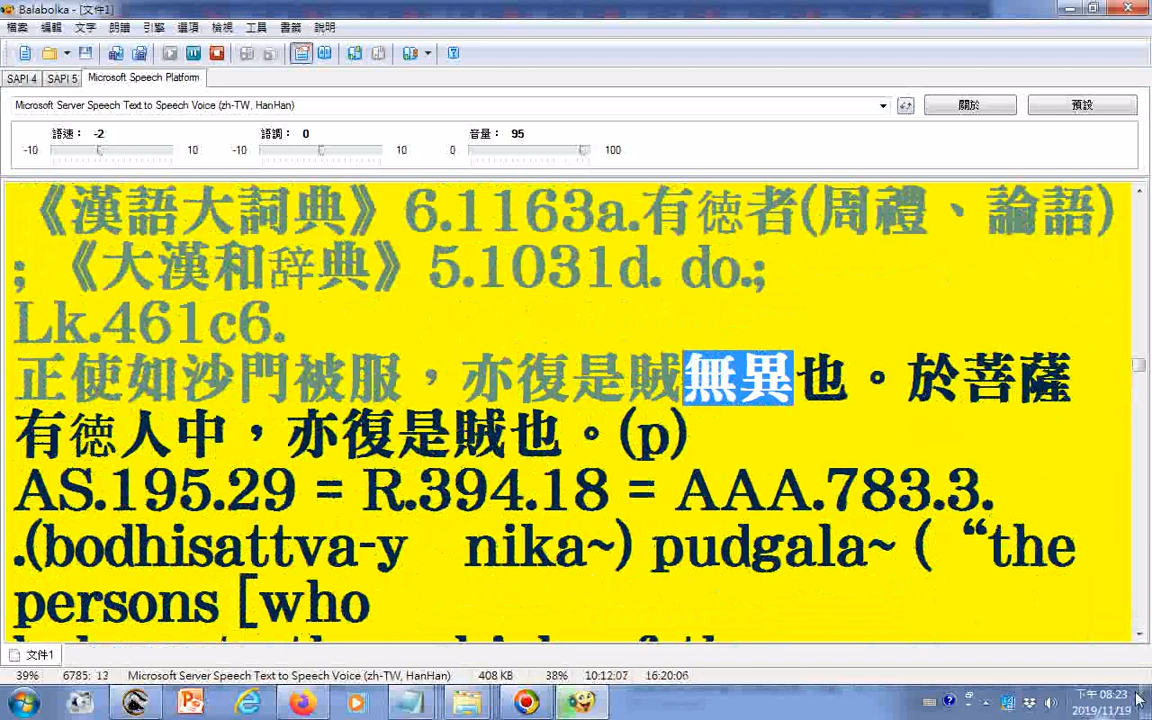 Balabolka - [文件1]
檔案 編輯 文字 朗讀 引擎 選項 檢視 工具 書籤 說明
SAPI 4 SAPI 5 Microsoft Speech Platform
Microsoft Server Speech Text to Speech Voice (zh-TW, HanHan) 關於 預設
語速： -2 語調： 0 音量： 95
-10 10 -10 10 0 100
《漢語大詞典》6.1163a.有德者(周禮、論語)
; 《大漢和辞典》5.1031d. do.;
Lk.461c6.
正使如沙門被服，亦復是賊無異也。於菩薩
有德人中，亦復是賊也。(p)
AS.195.29 = R.394.18 = AAA.783.3.
.(bodhisattva-y nika~) pudgala~ ( “the
persons [who
文件1
39% 6785: 13 Microsoft Server Speech Text to Speech Voice (zh-TW, HanHan) 408 KB 38% 10:12:07 16:20:06
下午 08:23
2019/11/19